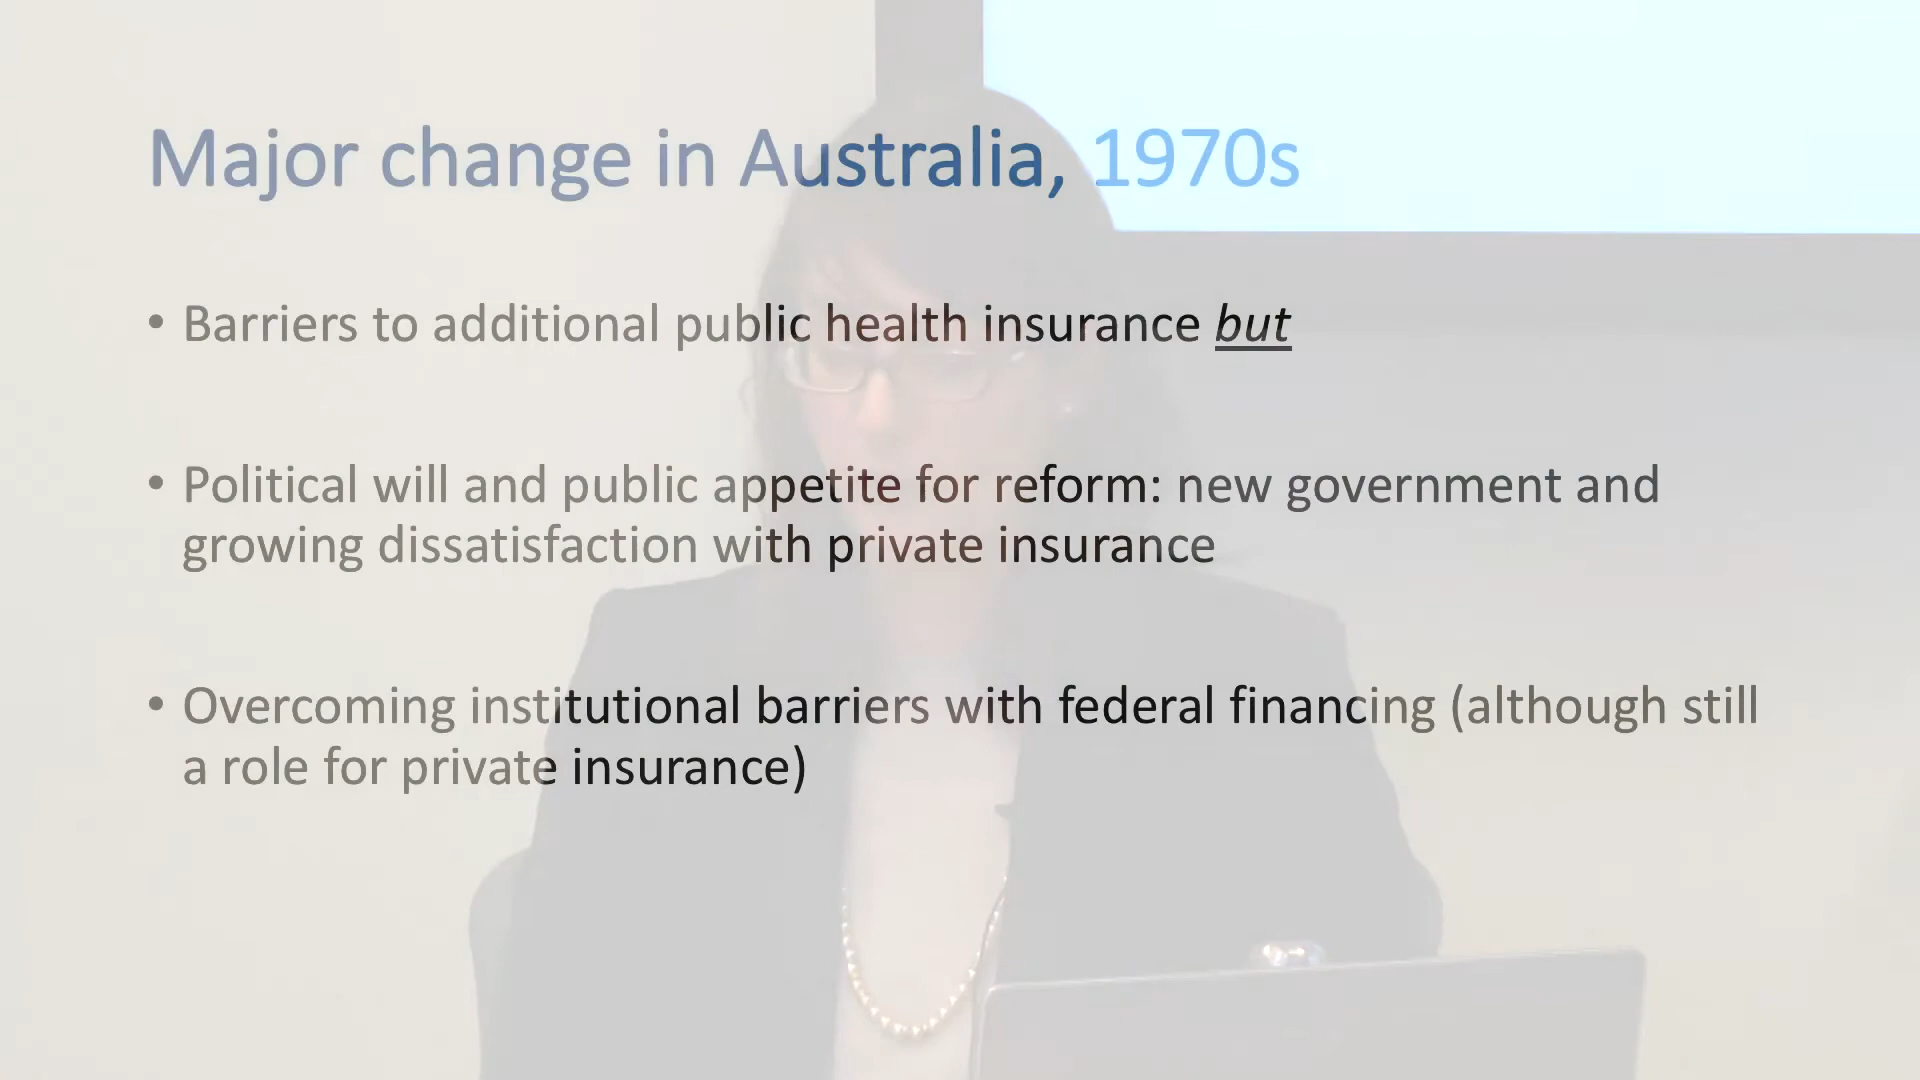 Major change in Australia, 1970s
• Barriers to additional public health insurance but
• Political will and public appetite for reform: new government and
growing dissatisfaction with private insurance
• Overcoming institutional barriers with federal financing (although still
a role for private insurance)